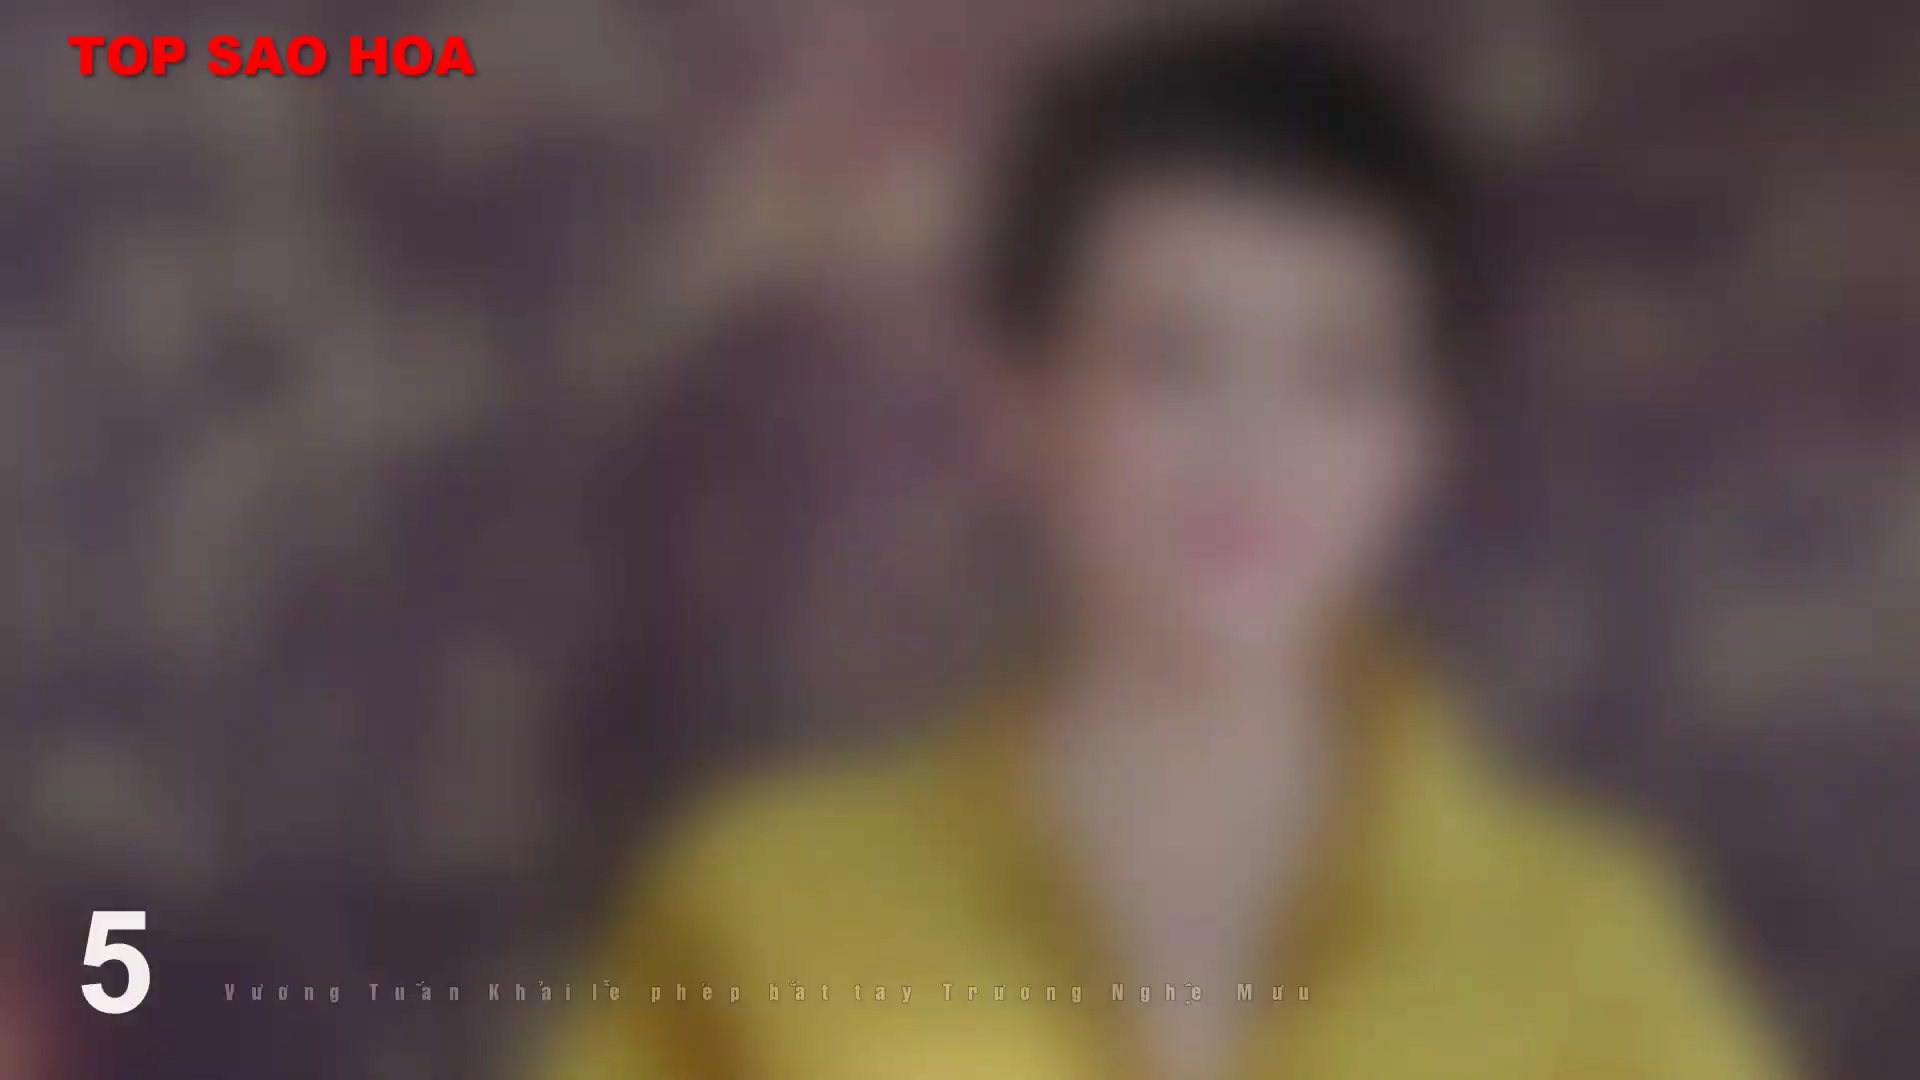 TOP SAO HOA
5
Vương Tuấn Khải lễ phép bắt tay Trương Nghệ Mưu